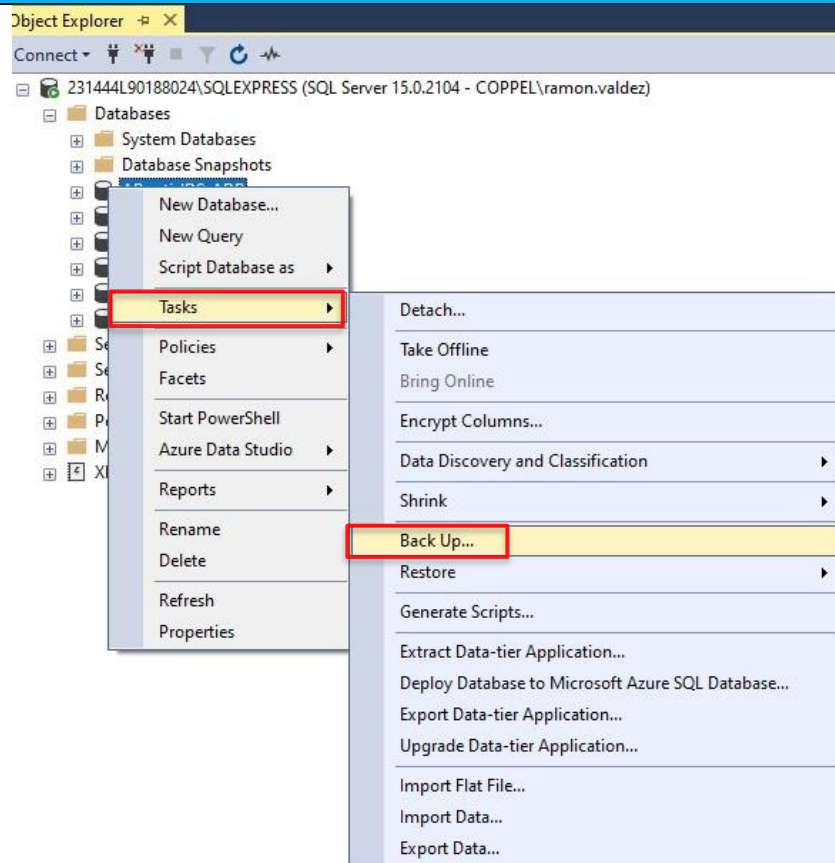 Object Explorer
Connect
231444L90188024\SQLEXPRESS (SQL Server 15.0.2104 - COPPEL\ramon.valdez)
Databases
System Databases
Database Snapshots
New Database...
New Query
Script Database as
Tasks
Policies
Facets
Start PowerShell
Azure Data Studio
Reports
Rename
Delete
Refresh
Properties
Detach...
Take Offline
Bring Online
Encrypt Columns...
Data Discovery and Classification
Shrink
Back Up...
Restore
Generate Scripts...
Extract Data-tier Application...
Deploy Database to Microsoft Azure SQL Database...
Export Data-tier Application...
Upgrade Data-tier Application...
Import Flat File...
Import Data...
Export Data...